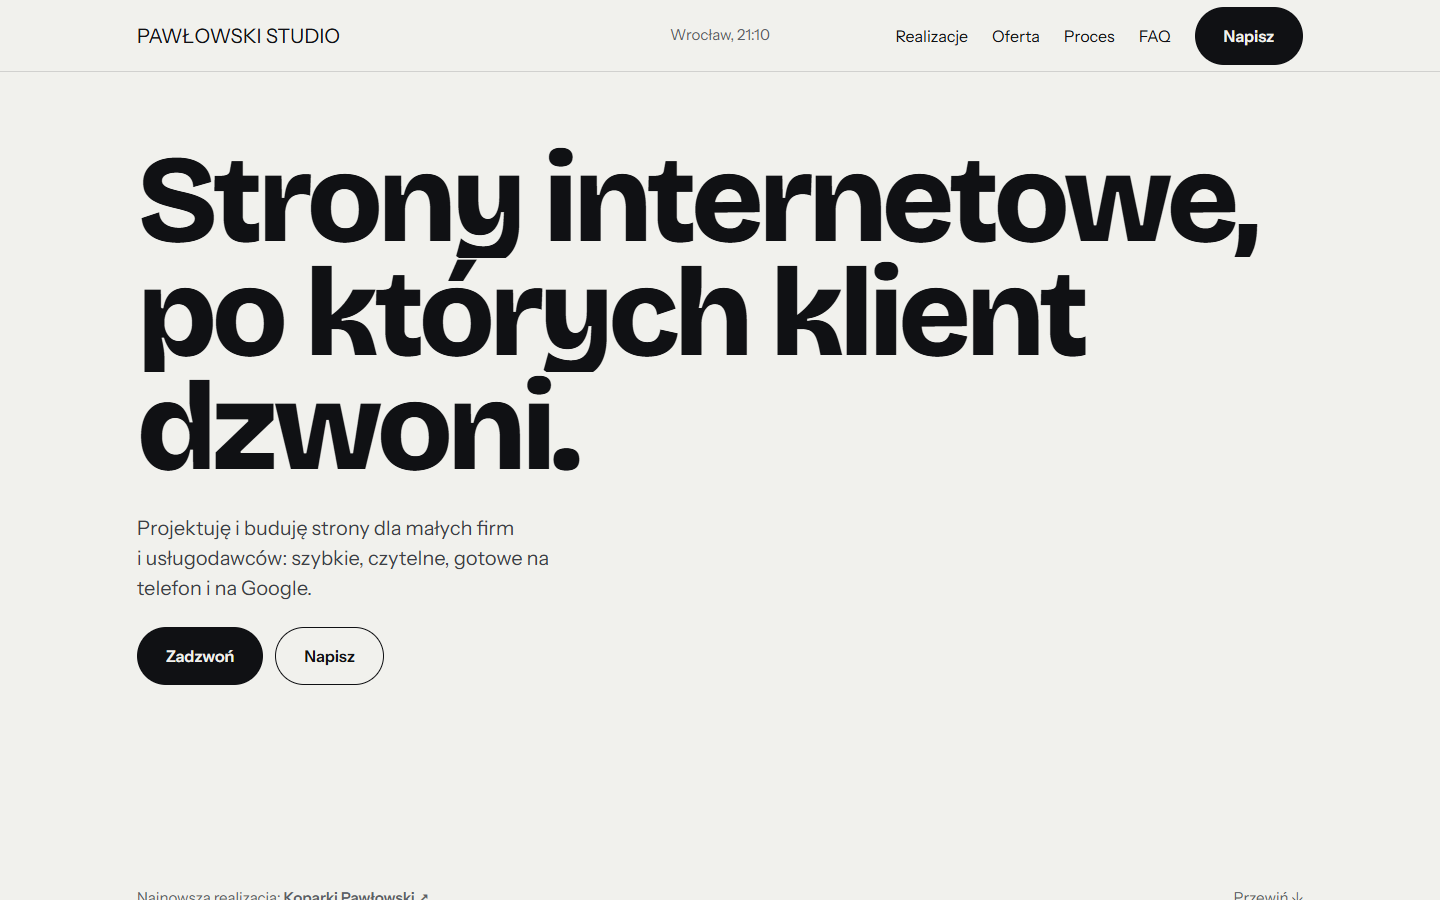 PAWŁOWSKI STUDIO
Wrocław, 21:10
Realizacje Oferta Proces FAQ Napisz
Strony internetowe,
po których klient
dzwoni.
Projektuję i buduję strony dla małych firm
i usługodawców: szybkie, czytelne, gotowe na
telefon i na Google.
Zadzwoń Napisz
Najnowsza realizacja: Koparki Pawłowski ↗
Przewiń ↓